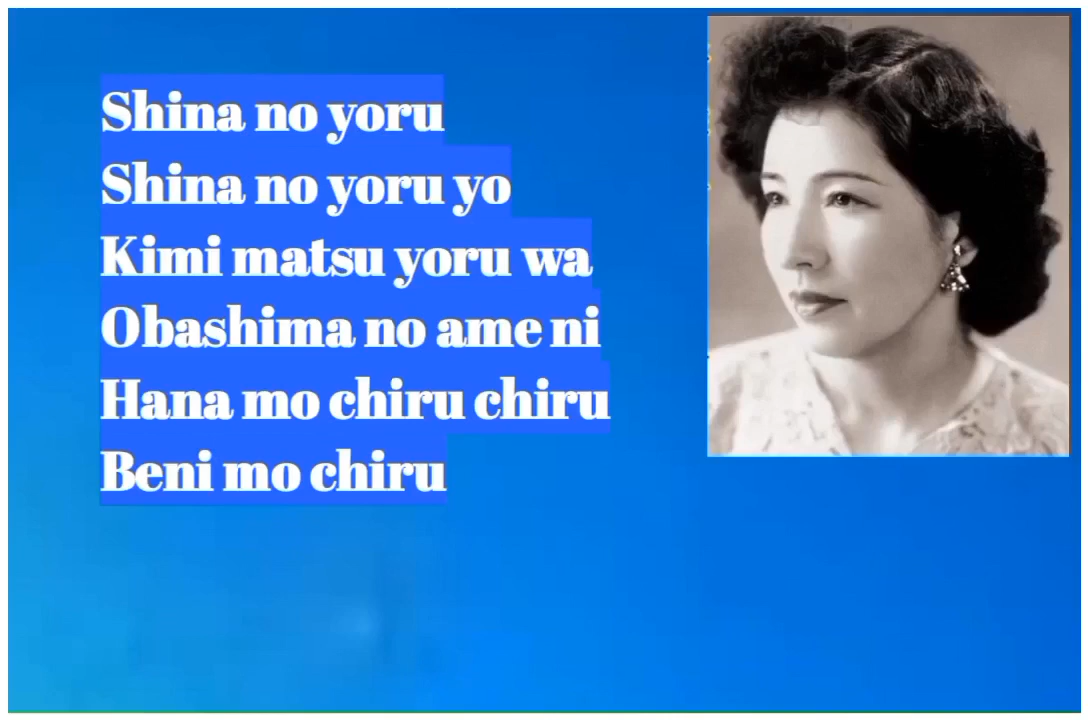 Shina no yoru
Shina no yoru yo
Kimi matsu yoru wa
Obashima no ame ni
Hana mo chiru chiru
Beni mo chiru